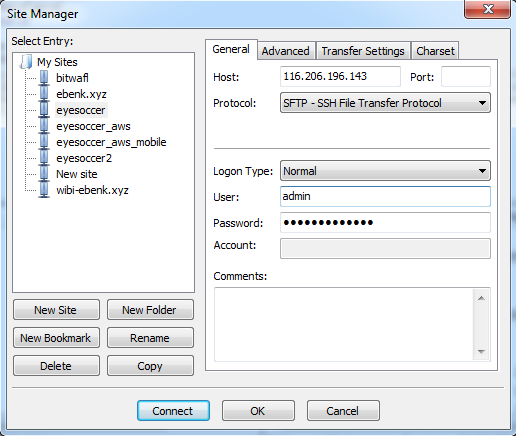 Site Manager
Select Entry:
My Sites
bitwafl
ebenk.xyz
eyesoccer
eyesoccer_aws
eyesoccer_aws_mobile
eyesoccer2
New site
wibi-ebenk.xyz
New Site
New Folder
New Bookmark
Rename
Delete
Copy
General
Advanced
Transfer Settings
Charset
Host:
116.206.196.143
Port:
Protocol:
SFTP - SSH File Transfer Protocol
Logon Type:
Normal
User:
admin
Password:
●●●●●●●●●●●●●
Account:
Comments:
Connect
OK
Cancel